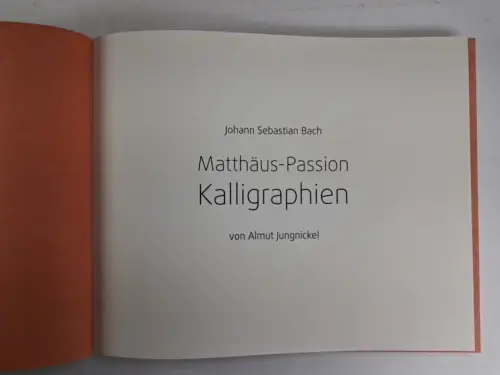 Johann Sebastian Bach
Matthäus-Passion
Kalligraphien
von Almut Jungnickel